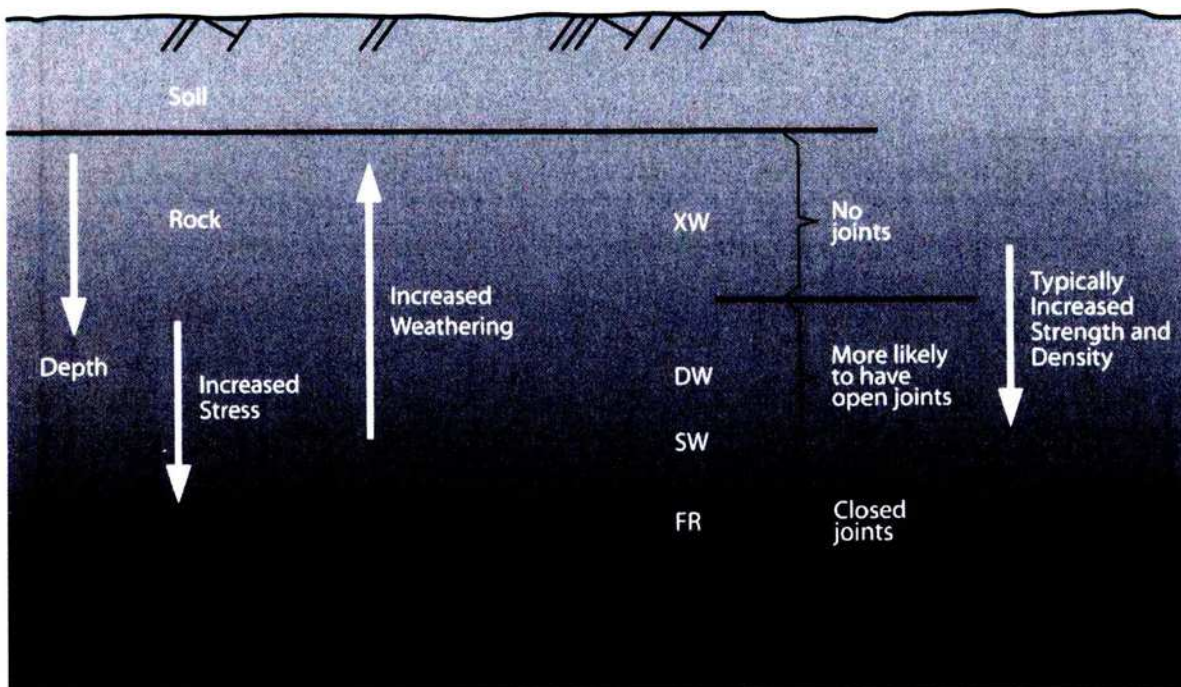 Soil
Rock
Depth
Increased
Stress
Increased
Weathering
XW
DW
SW
FR
No
joints
More likely
to have
open joints
Closed
joints
Typically
Increased
Strength and
Density